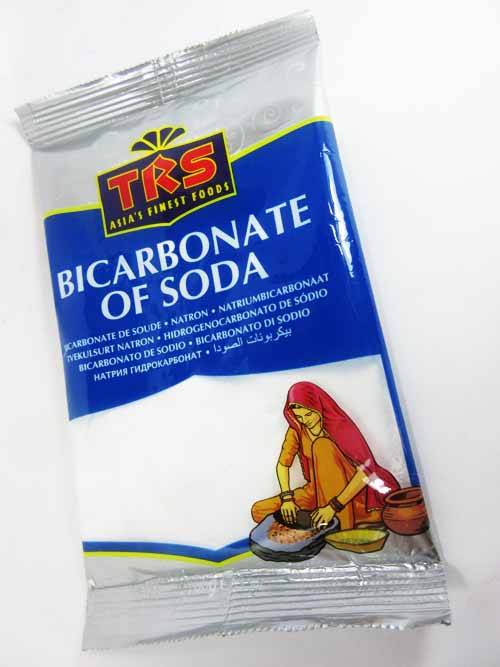 TRS
ASIA'S FINEST FOODS
BICARBONATE
OF SODA
BICARBONATE DE SOUDE • NATRON • NATRIUMBICARBONAAT
TVEKULSURT NATRON • HIDROGENOCARBONATO DE SÓDIO
BICARBONATO DE SODIO • BICARBONATO DI SODIO
НАТРИЯ ГИДРОКАРБОНАТ • بيكربونات الصودا